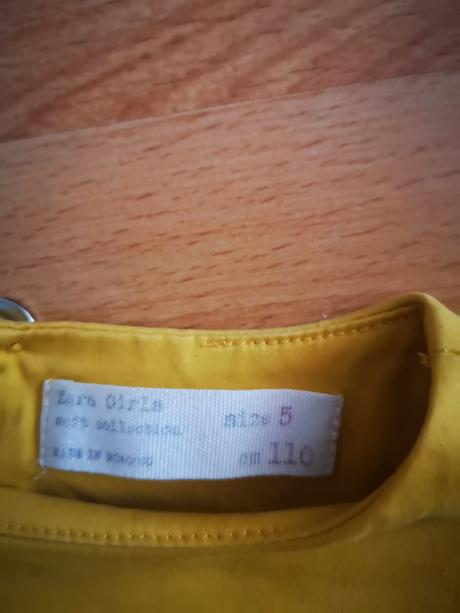 Zara Girls
soft collection
size 5
MADE IN MOROCCO
cm 110